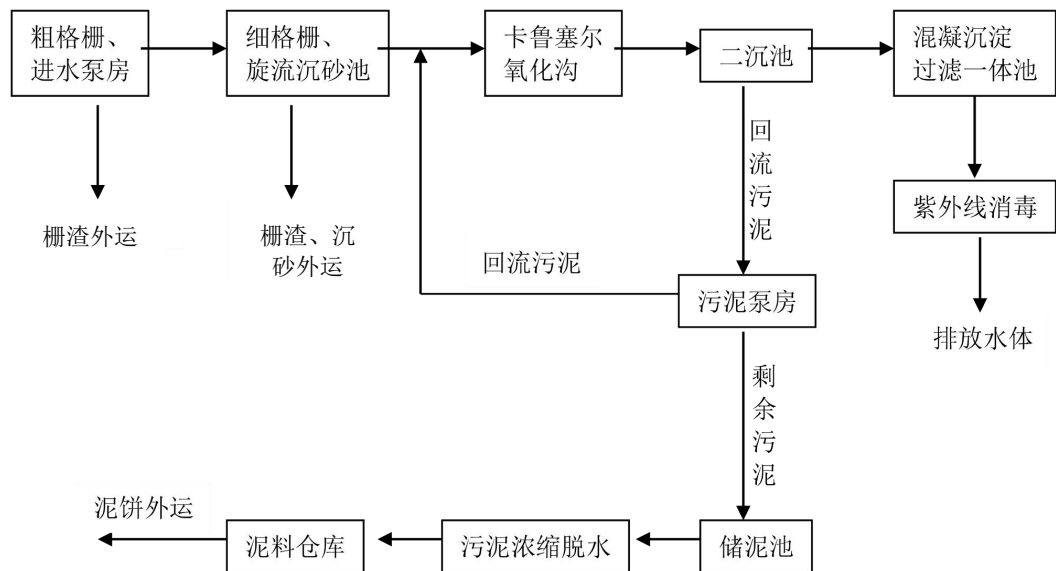 粗格栅、
进水泵房
细格栅、
旋流沉砂池
卡鲁塞尔
氧化沟
二沉池
混凝沉淀
过滤一体池
回流污泥
紫外线消毒
栅渣外运
栅渣、沉
砂外运
回流污泥
污泥泵房
排放水体
剩余污泥
泥饼外运
泥料仓库
污泥浓缩脱水
储泥池